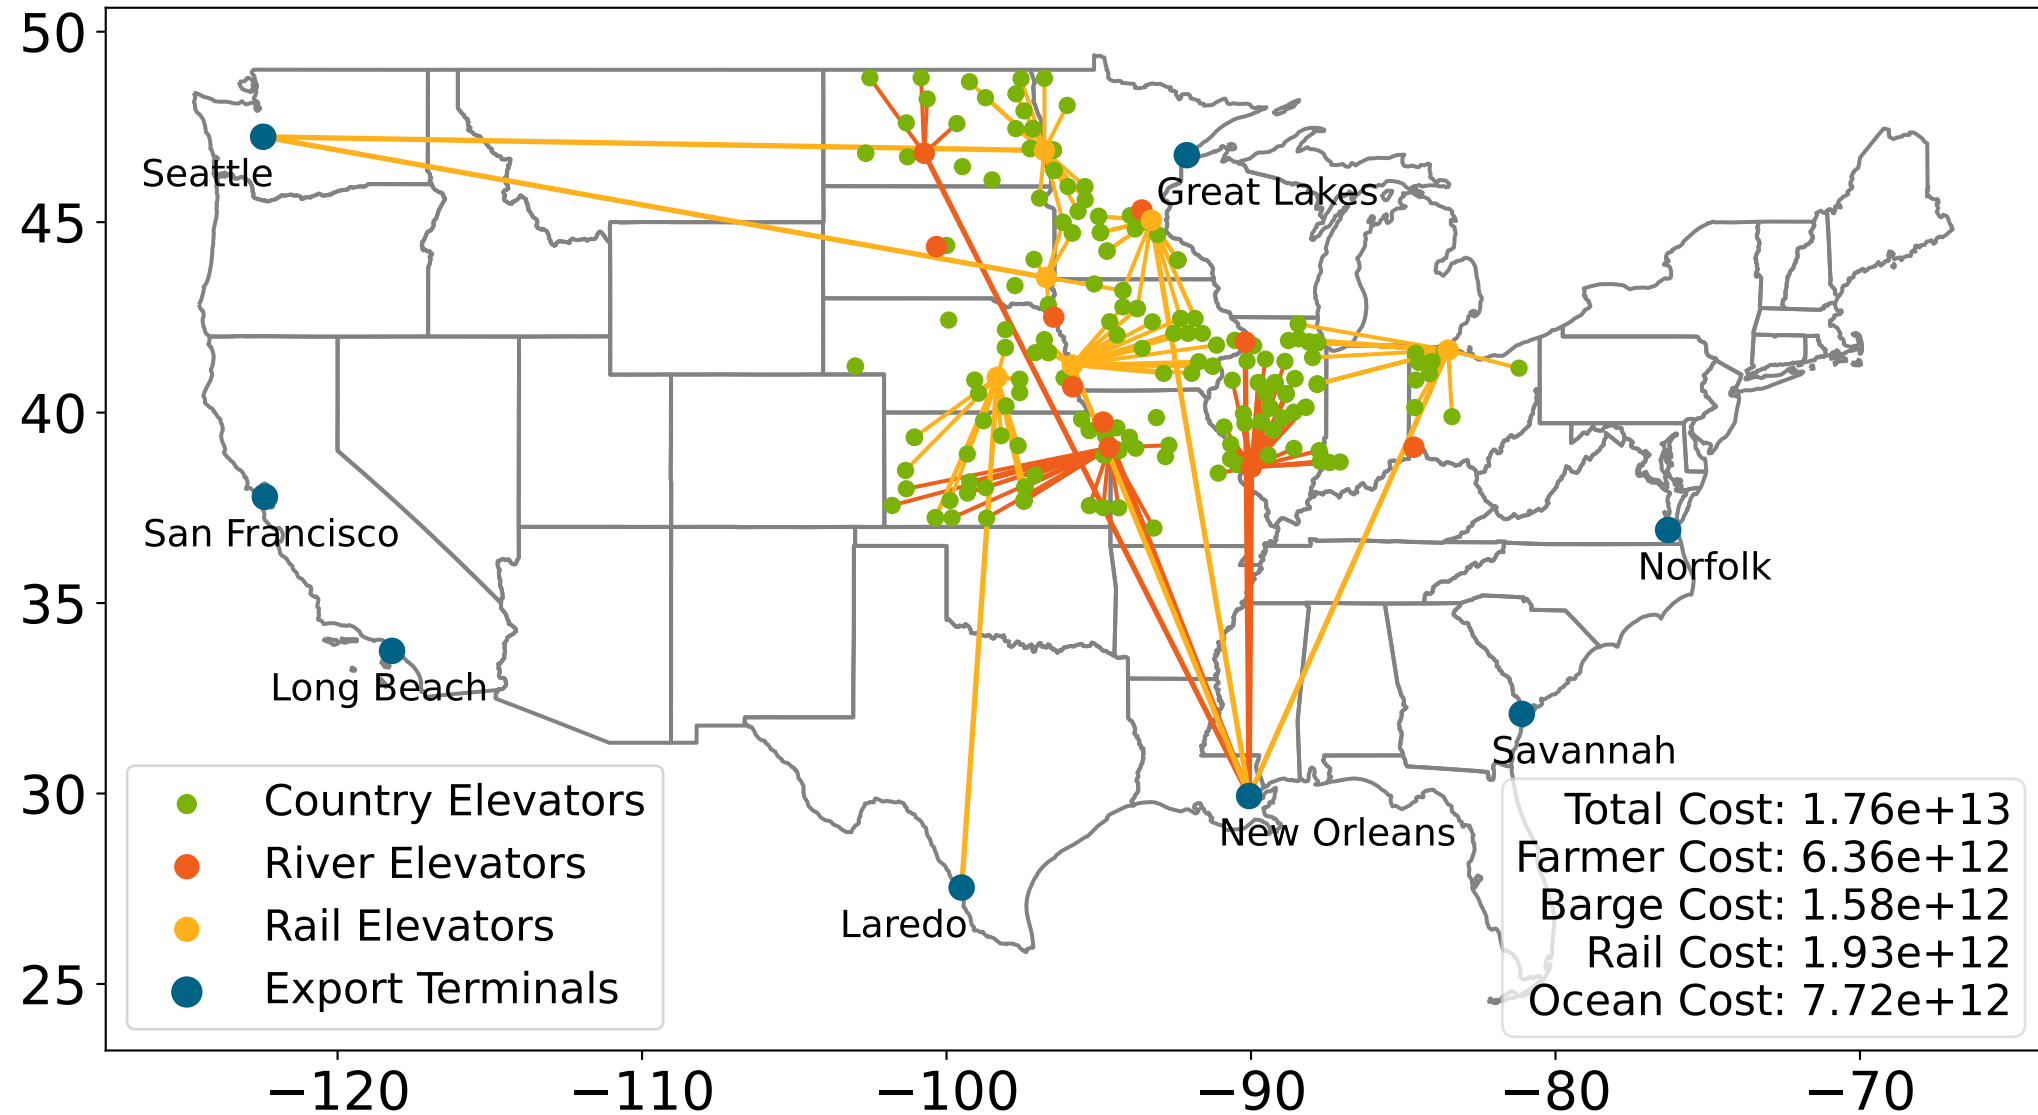 50
45
40
35
30
25
−120
−110
−100
−90
−80
−70
Seattle
Great Lakes
San Francisco
Norfolk
Long Beach
Savannah
New Orleans
Laredo
Country Elevators
River Elevators
Rail Elevators
Export Terminals
Total Cost: 1.76e+13
Farmer Cost: 6.36e+12
Barge Cost: 1.58e+12
Rail Cost: 1.93e+12
Ocean Cost: 7.72e+12